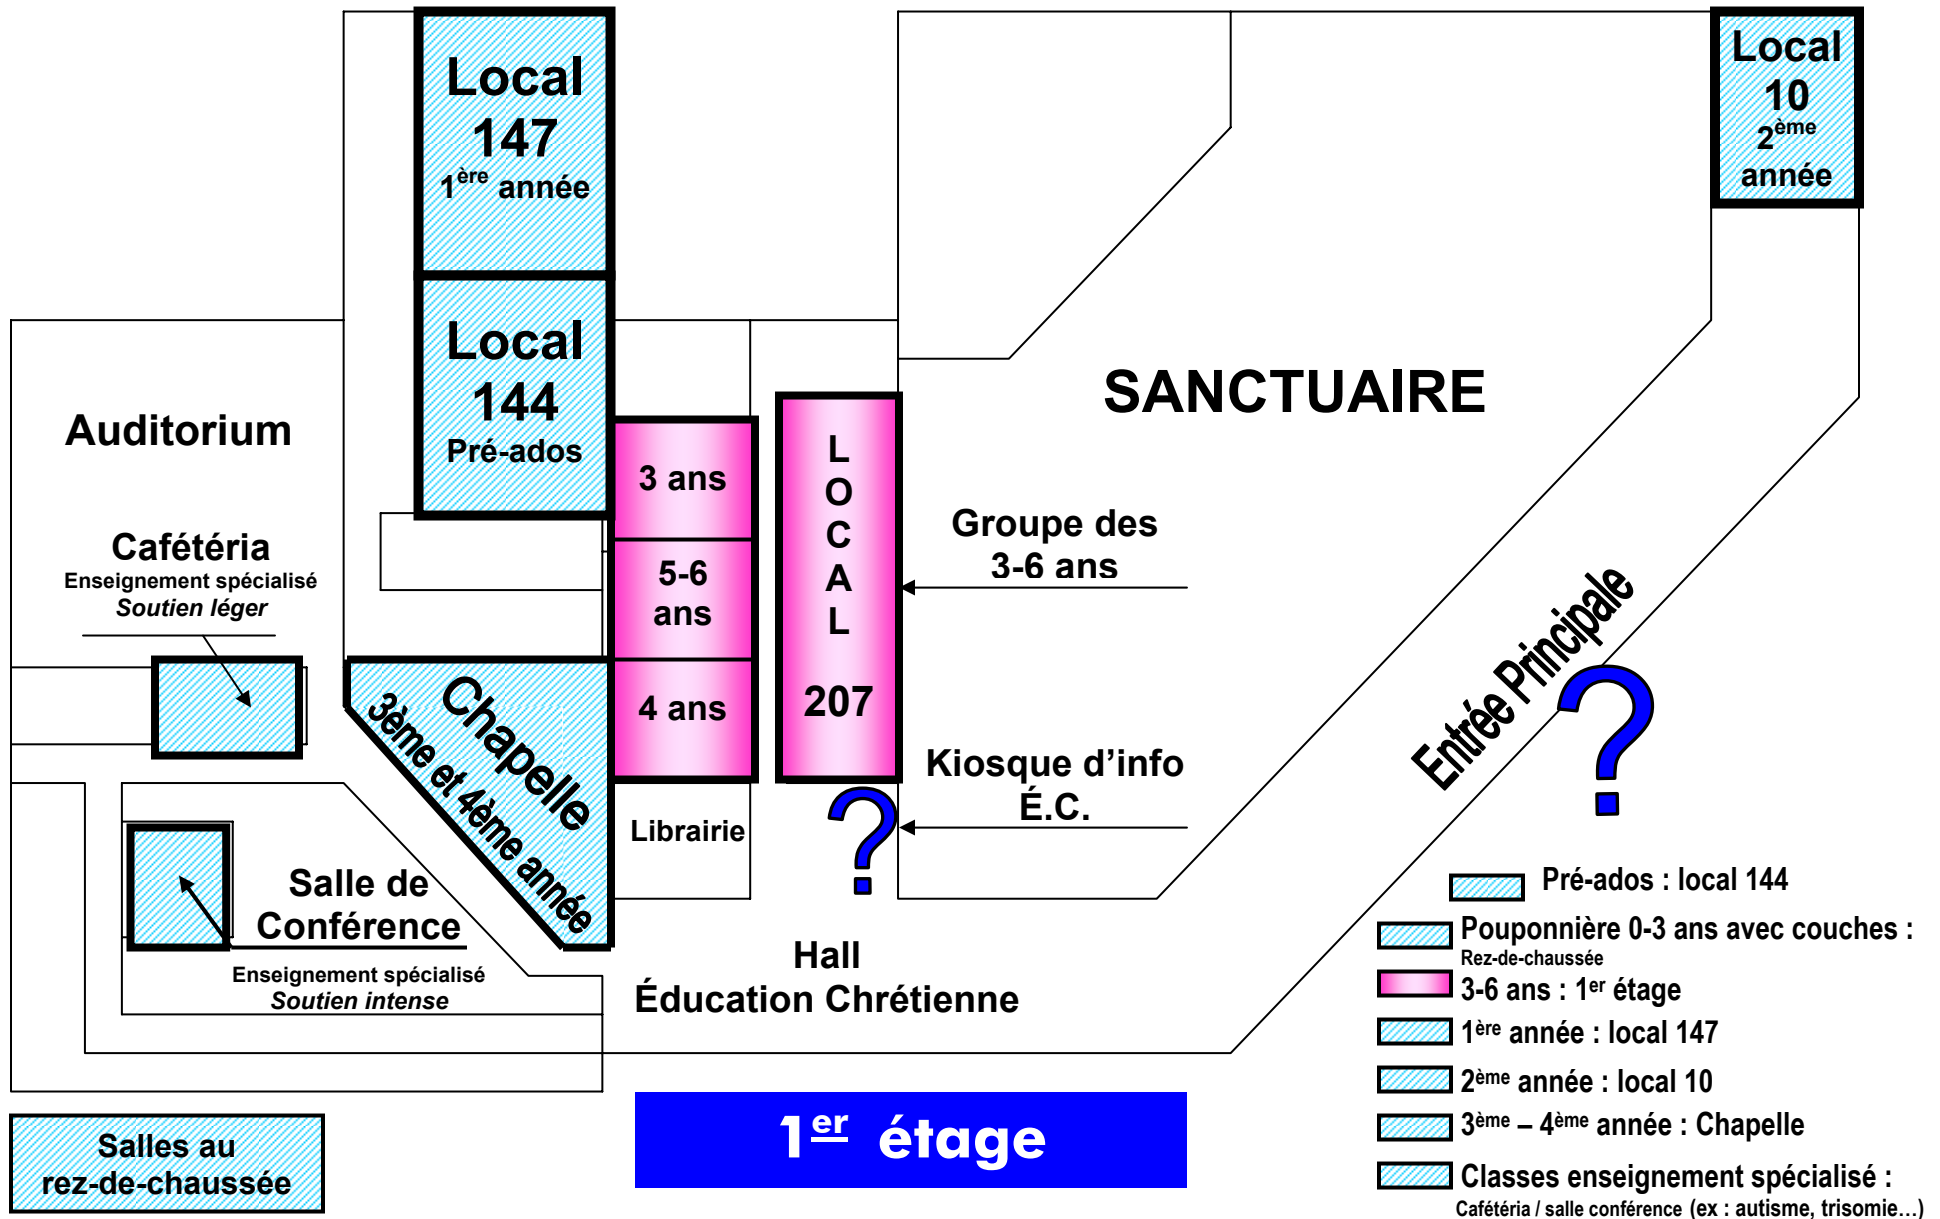 Local
147
1ère année
Local
10
2ème
année
Local
144
Pré-ados
SANCTUAIRE
Auditorium
3 ans
5-6
ans
4 ans
L
O
C
A
L
207
Groupe des
3-6 ans
Cafétéria
Enseignement spécialisé
Soutien léger
Entrée Principale
?
Chapelle
3ème et 4ème année
Kiosque d’info
É.C.
?
Librairie
Salle de
Conférence
Enseignement spécialisé
Soutien intense
Hall
Éducation Chrétienne
Pré-ados : local 144
Pouponnière 0-3 ans avec couches :
Rez-de-chaussée
3-6 ans : 1er étage
1ère année : local 147
2ème année : local 10
3ème – 4ème année : Chapelle
Classes enseignement spécialisé :
Cafétéria / salle conférence (ex : autisme, trisomie…)
Salles au
rez-de-chaussée
1er étage